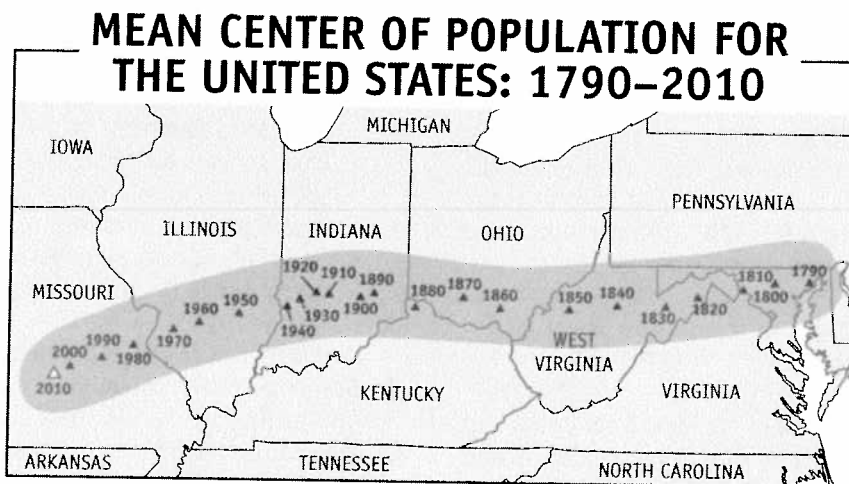 MEAN CENTER OF POPULATION FOR
THE UNITED STATES: 1790–2010
MICHIGAN
IOWA
PENNSYLVANIA
ILLINOIS
INDIANA
OHIO
MISSOURI
1920
1910
1890
1870
1810
1790
1960
1950
1930
1900
1880
1860
1850
1840
1830
1820
1800
1940
1970
1990
1980
2000
2010
WEST
VIRGINIA
KENTUCKY
VIRGINIA
ARKANSAS
TENNESSEE
NORTH CAROLINA